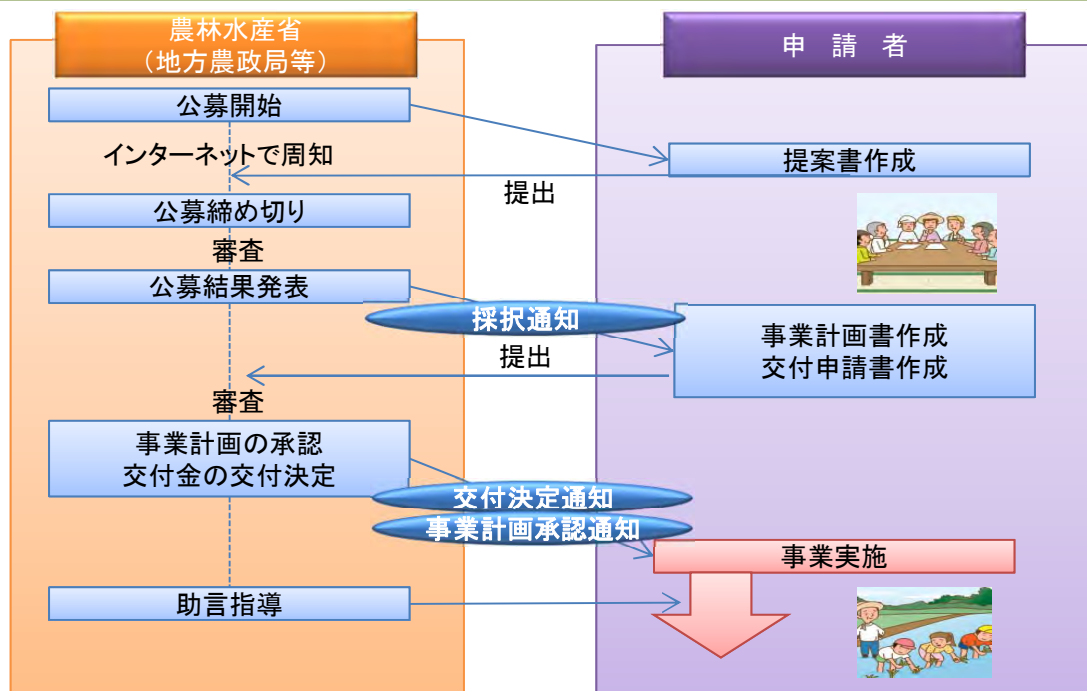 農林水産省
(地方農政局等)
申 請 者
公募開始
インターネットで周知
提案書作成
提出
公募締め切り
審査
公募結果発表
採択通知
事業計画書作成
交付申請書作成
提出
審査
事業計画の承認
交付金の交付決定
交付決定通知
事業計画承認通知
事業実施
助言指導